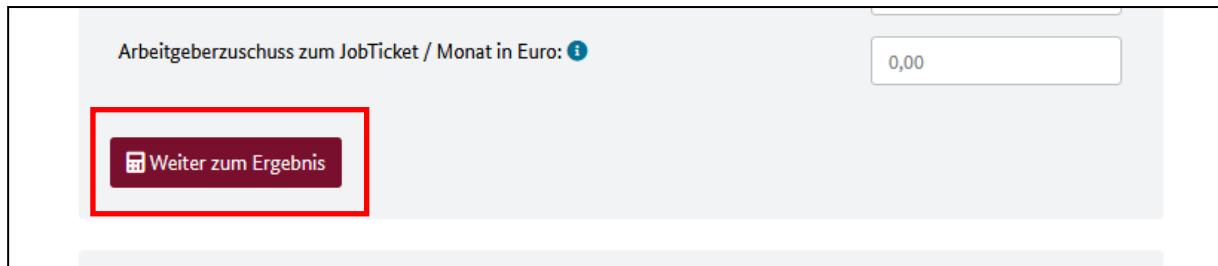 Arbeitgeberzuschuss zum JobTicket / Monat in Euro:
0,00
Weiter zum Ergebnis